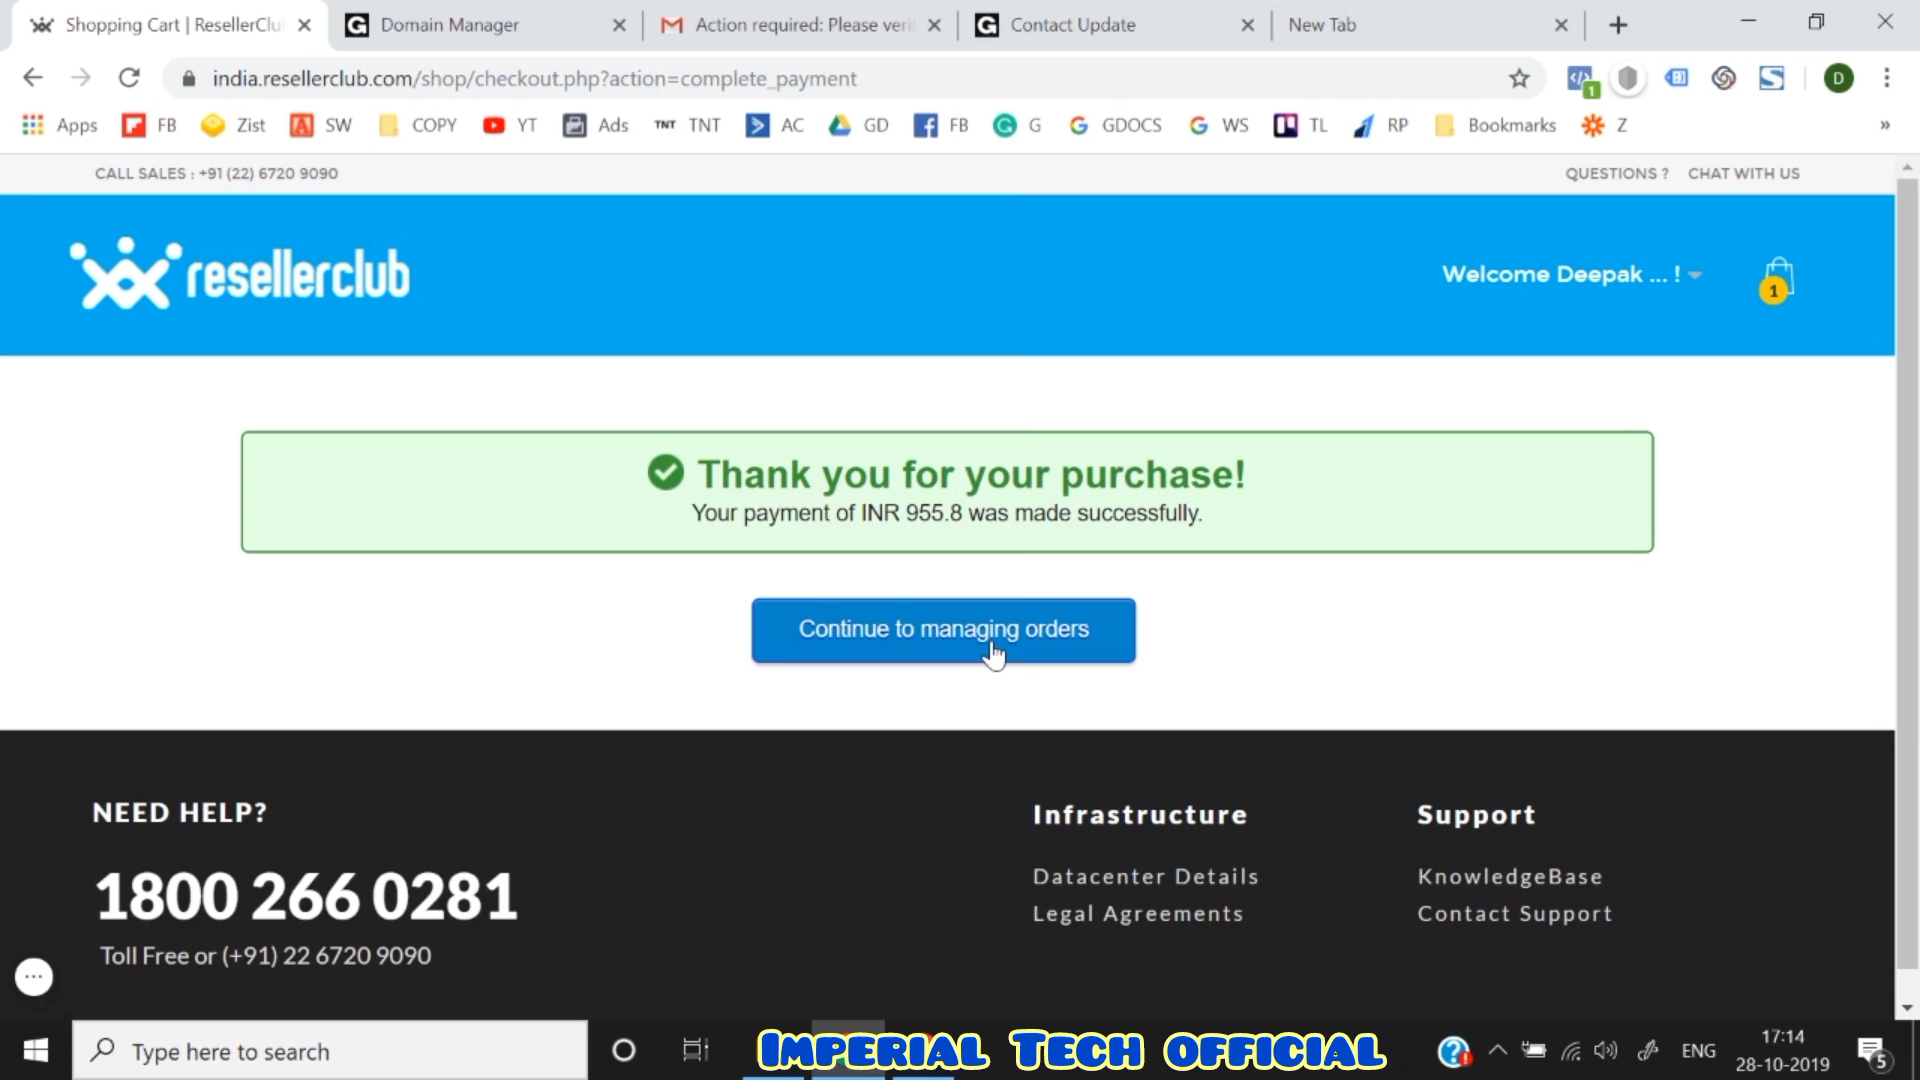 Shopping Cart | ResellerClu
Domain Manager
Action required: Please veri
Contact Update
New Tab
india.resellerclub.com/shop/checkout.php?action=complete_payment
1
D
Apps
FB
Zist
SW
COPY
YT
Ads
TNT TNT
AC
GD
FB
G
GDOCS
WS
TL
RP
Bookmarks
Z
»
CALL SALES : +91 (22) 6720 9090
QUESTIONS ? CHAT WITH US
resellerclub
Welcome Deepak ... !
1
Thank you for your purchase!
Your payment of INR 955.8 was made successfully.
Continue to managing orders
NEED HELP?
1800 266 0281
Toll Free or (+91) 22 6720 9090
Infrastructure
Datacenter Details
Legal Agreements
Support
KnowledgeBase
Contact Support
Type here to search
Imperial Tech official
ENG
17:14
28-10-2019
5